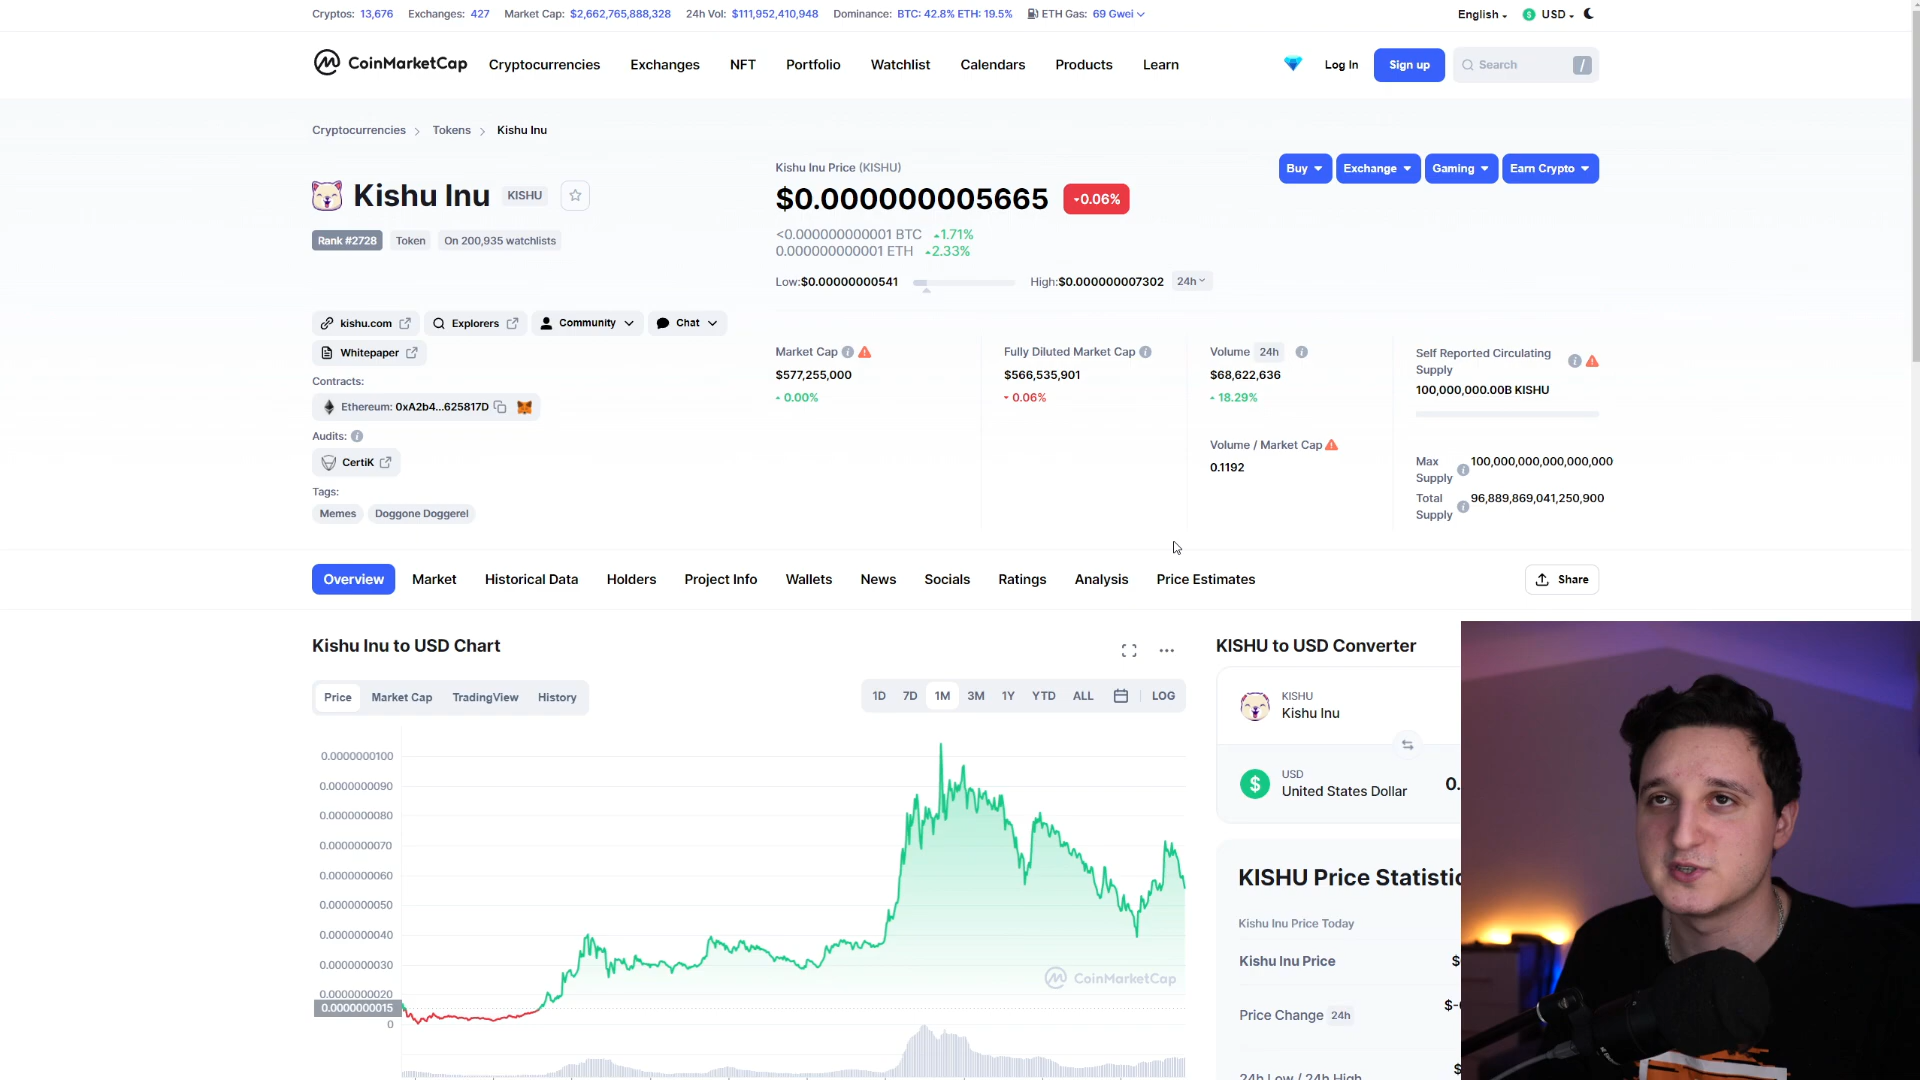 Cryptos: 13,676 Exchanges: 427 Market Cap: $2,662,765,888,328 24h Vol: $111,952,410,948 Dominance: BTC: 42.8% ETH: 19.5% ETH Gas: 69 Gwei English USD
CoinMarketCap Cryptocurrencies Exchanges NFT Portfolio Watchlist Calendars Products Learn Log In Sign up Search /
Cryptocurrencies > Tokens > Kishu Inu
Kishu Inu Price (KISHU)
Buy Exchange Gaming Earn Crypto
Kishu Inu KISHU
$0.000000005665 0.06%
<0.000000000001 BTC 1.71%
Rank #2728 Token On 200,935 watchlists
0.000000000001 ETH 2.33%
Low:$0.00000000541 High:$0.000000007302 24h
kishu.com Explorers Community Chat
Whitepaper
Contracts:
Ethereum: 0xA2b4...625817D
Audits:
CertiK
Tags:
Memes Doggone Doggerel
Market Cap
$577,255,000
0.00%
Fully Diluted Market Cap
$566,535,901
0.06%
Volume 24h
$68,622,636
18.29%
Volume / Market Cap
0.1192
Self Reported Circulating
Supply
100,000,000.00B KISHU
Max
Supply
100,000,000,000,000,000
Total
Supply
96,889,869,041,250,900
Overview Market Historical Data Holders Project Info Wallets News Socials Ratings Analysis Price Estimates Share
Kishu Inu to USD Chart
Price Market Cap TradingView History
1D 7D 1M 3M 1Y YTD ALL LOG
0.0000000100
0.0000000090
0.0000000080
0.0000000070
0.0000000060
0.0000000050
0.0000000040
0.0000000030
0.0000000020
0.0000000015
0
CoinMarketCap
KISHU to USD Converter
KISHU
Kishu Inu
USD
United States Dollar 0.
KISHU Price Statistic
Kishu Inu Price Today
Kishu Inu Price $
Price Change 24h $-
24h Low / 24h High $